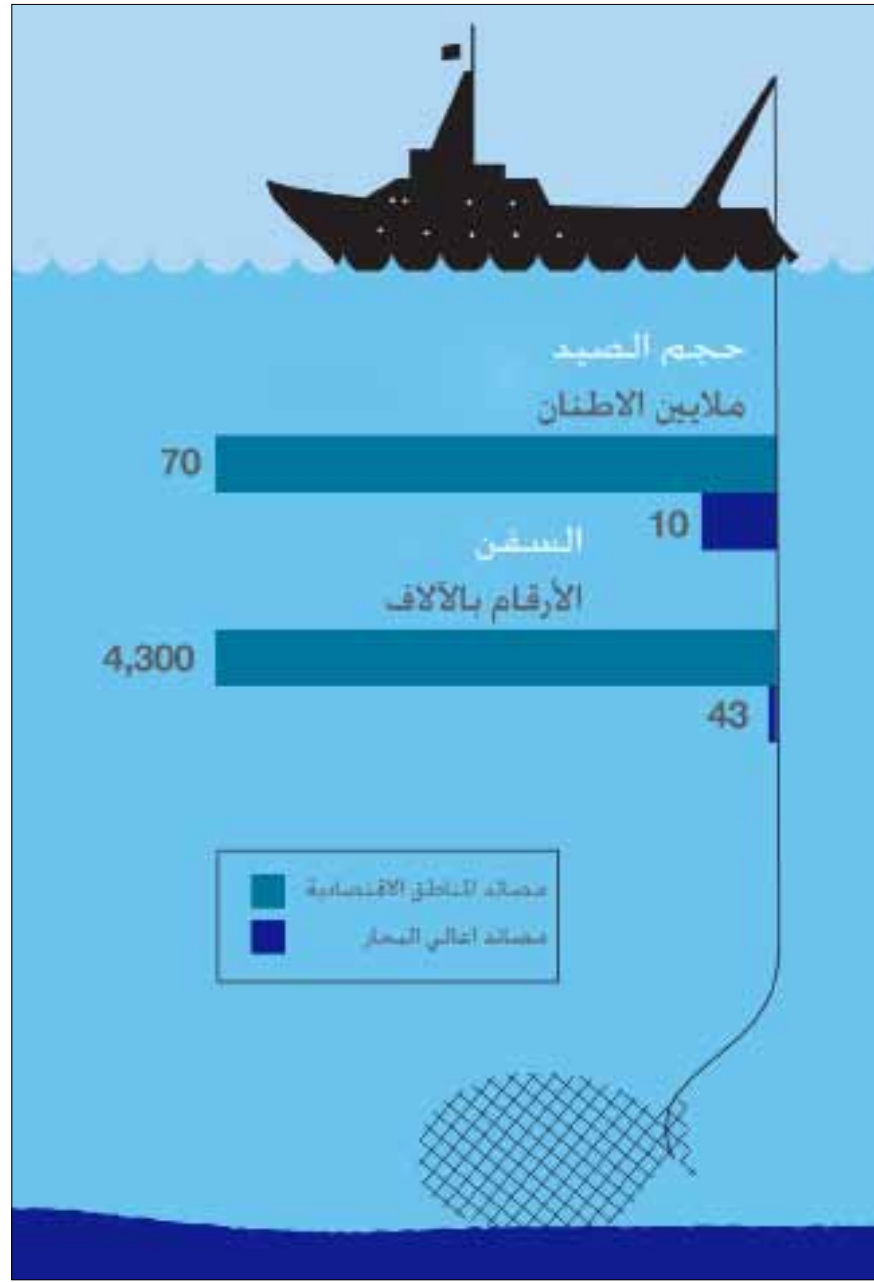 حجم الصيد
ملايين الاطنان
70
10
السفن
الأرقام بالآلاف
4,300
43
مصائد المناطق الاقتصادية
مصائد اعالي البحار